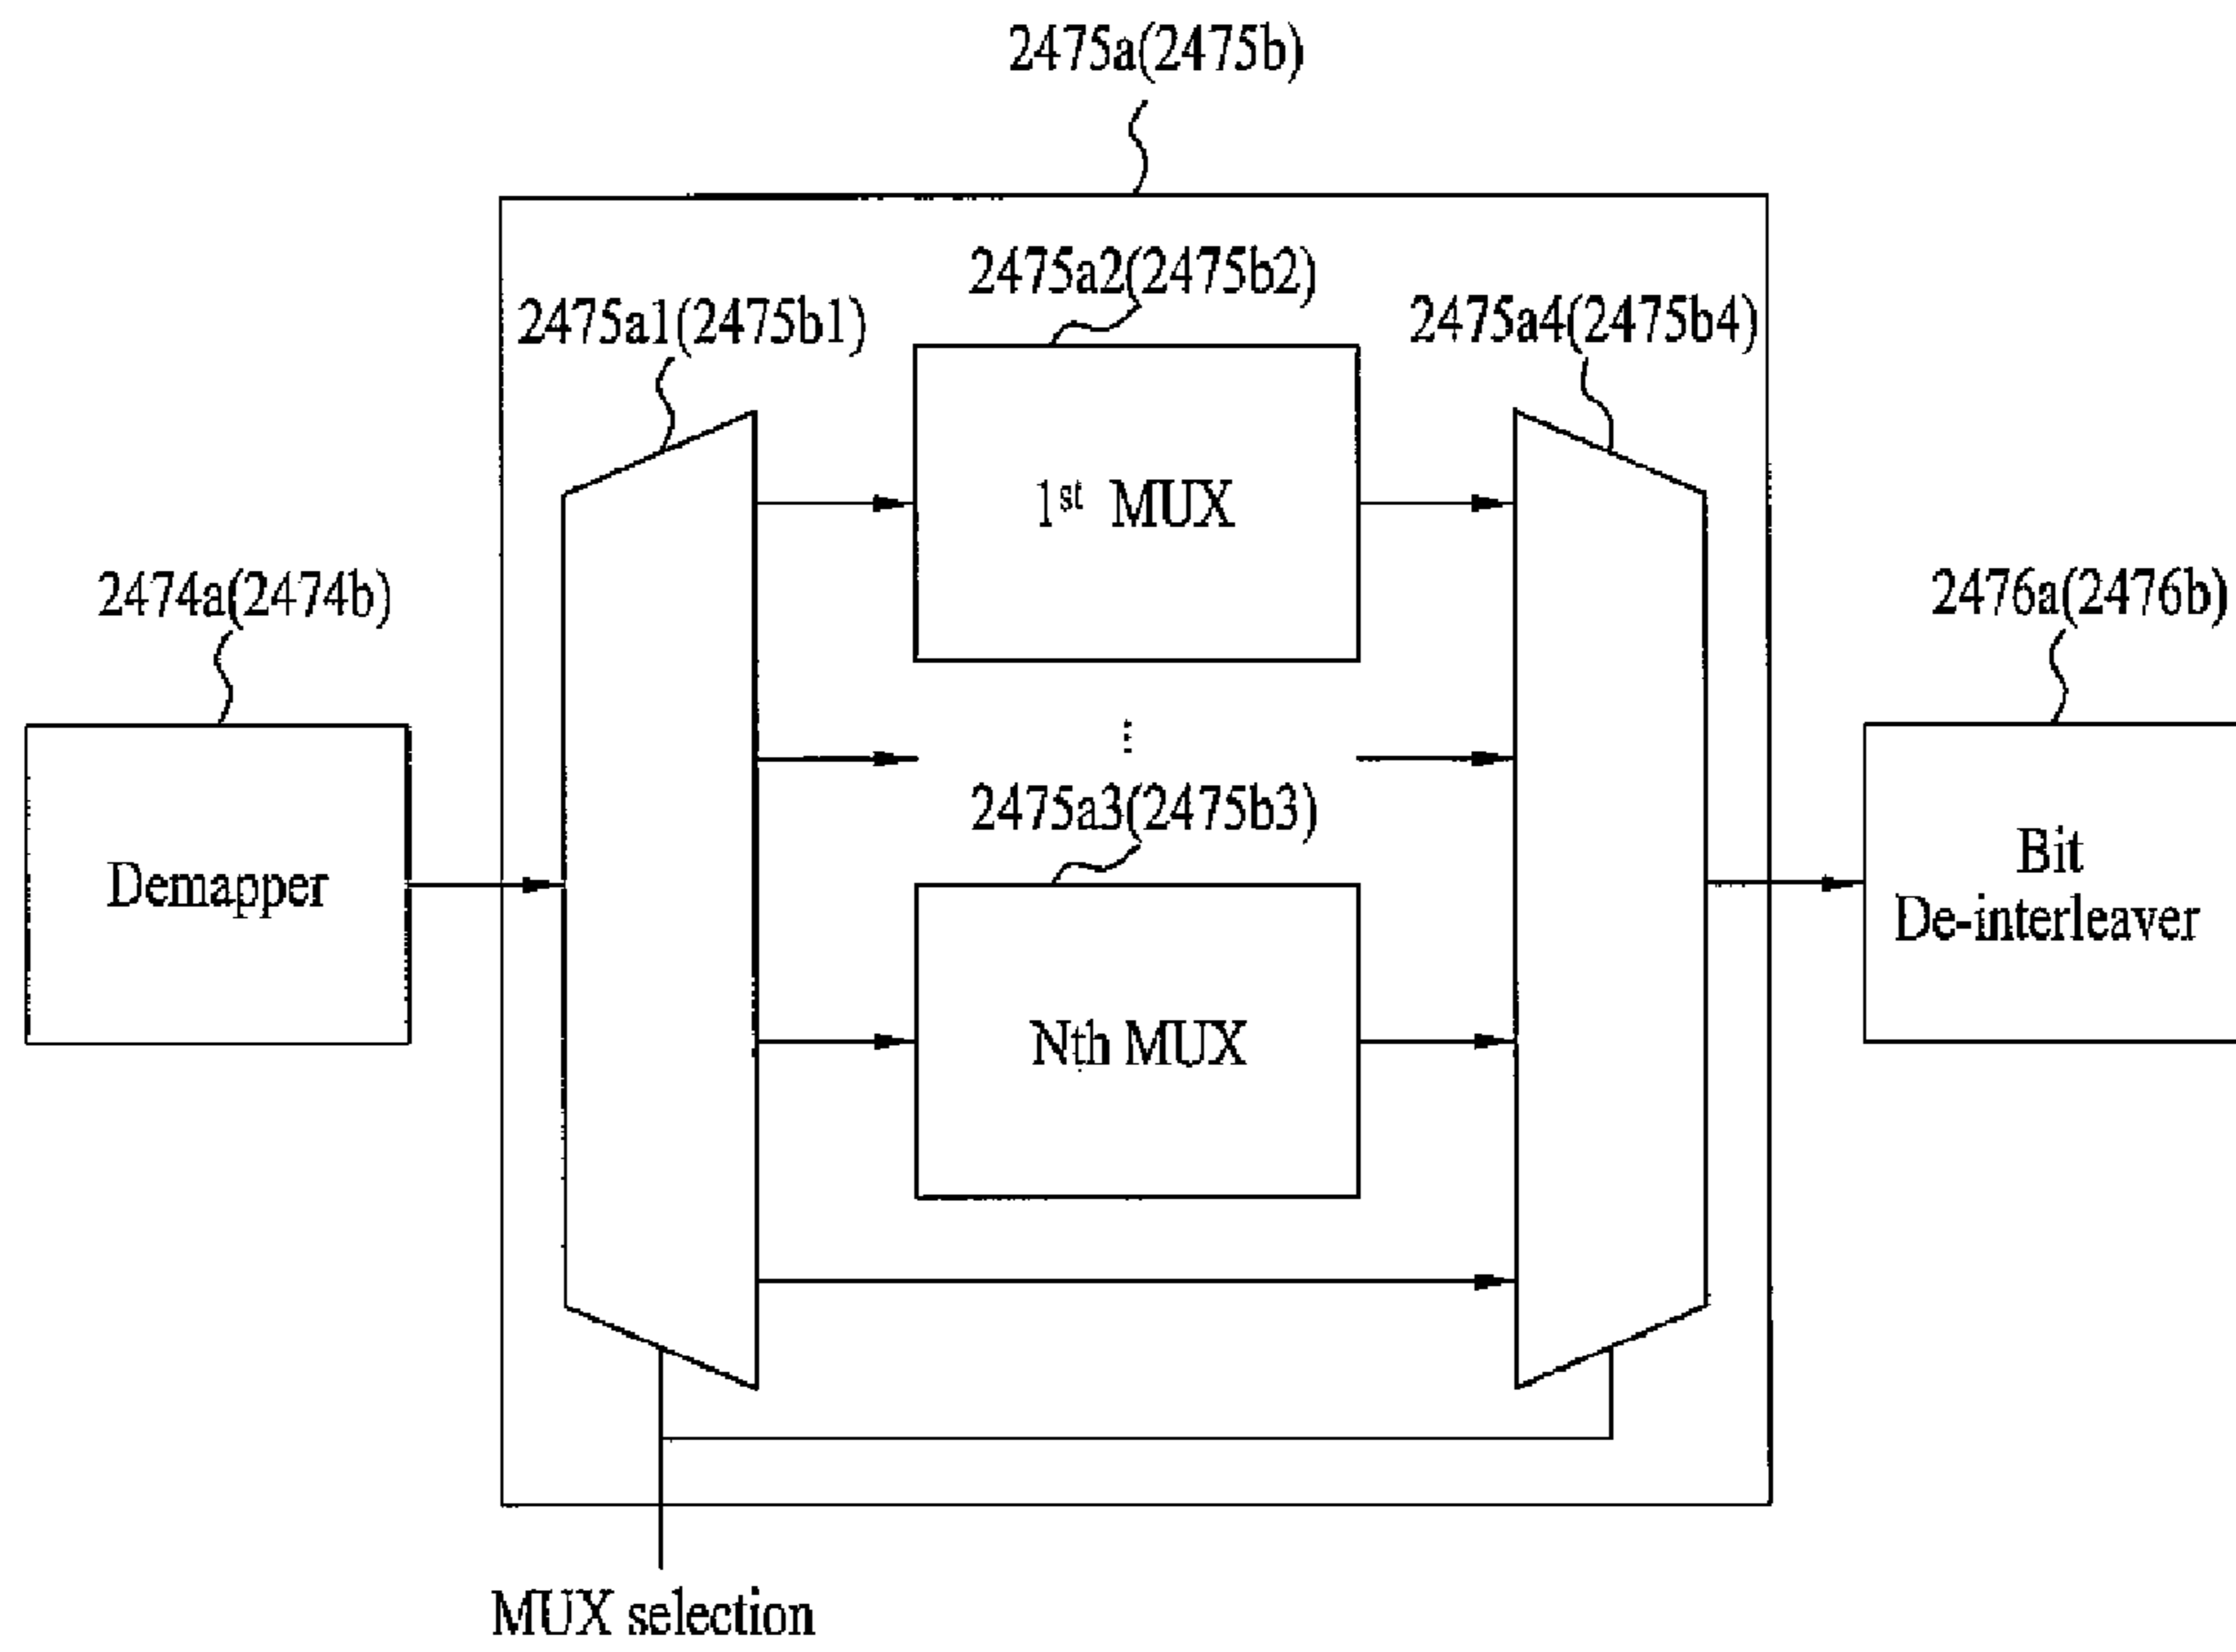 2475a(2475b)
2475a2(2475b2)
2475a1(2475b1)
2475a4(2475b4)
1st MUX
2474a(2474b)
2476a(2476b)
⋮
2475a3(2475b3)
Demapper
Bit
De-interleaver
Nth MUX
MUX selection